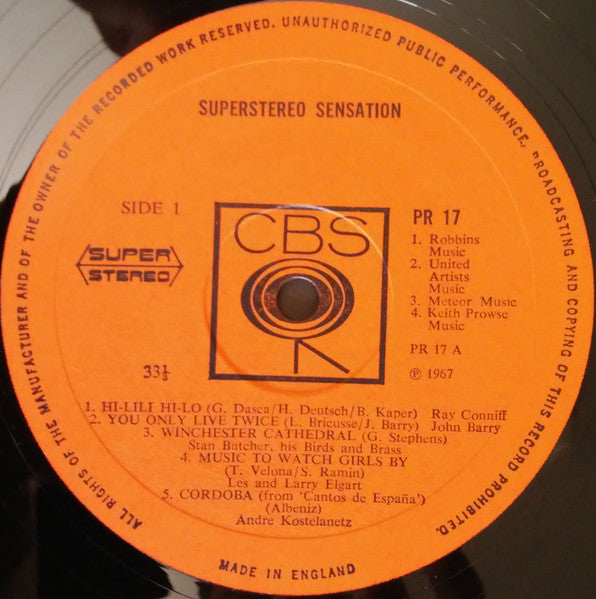 ALL RIGHTS OF THE MANUFACTURER AND OF THE OWNER OF THE RECORDED WORK RESERVED. UNAUTHORIZED PUBLIC PERFORMANCE, BROADCASTING AND COPYING OF THIS RECORD PROHIBITED.
SUPERSTEREO SENSATION
SIDE 1
SUPER
STEREO
33⅓
CBS
PR 17
1. Robbins
Music
2. United
Artists
Music
3. Meteor Music
4. Keith Prowse
Music
PR 17 A
℗ 1967
1. HI-LILI HI-LO (G. Dasca/H. Deutsch/B. Kaper) Ray Conniff
2. YOU ONLY LIVE TWICE (L. Bricusse/J. Barry) John Barry
3. WINCHESTER CATHEDRAL (G. Stephens)
Stan Butcher, his Birds and Brass
4. MUSIC TO WATCH GIRLS BY
(T. Velona/S. Ramin)
Les and Larry Elgart
5. CORDOBA (from 'Cantos de España')
(Albeniz)
Andre Kostelanetz
MADE IN ENGLAND